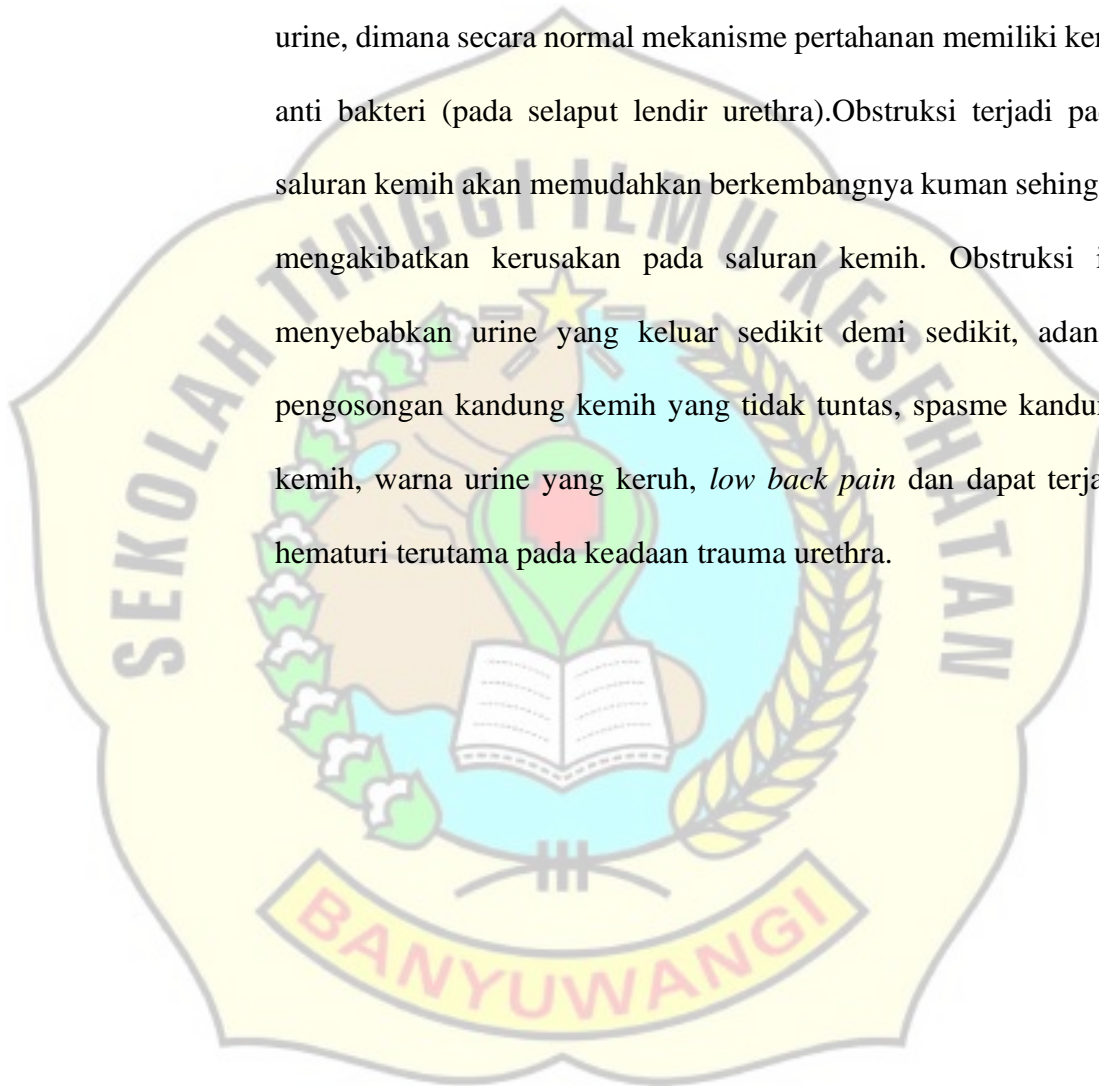 urine, dimana secara normal mekanisme pertahanan memiliki
anti bakteri (pada selaput lendir urethra).Obstruksi terjadi
saluran kemih akan memudahkan berkembangnya kuman
mengakibatkan kerusakan pada saluran kemih. Obstruksi
menyebabkan urine yang keluar sedikit demi sedikit,
pengosongan kandung kemih yang tidak tuntas, spasme
kemih, warna urine yang keruh, low back pain dan dapat
hematuri terutama pada keadaan trauma urethra.
SEKOLAH TINGGI ILMU KESEHATAN
BANYUWANGI